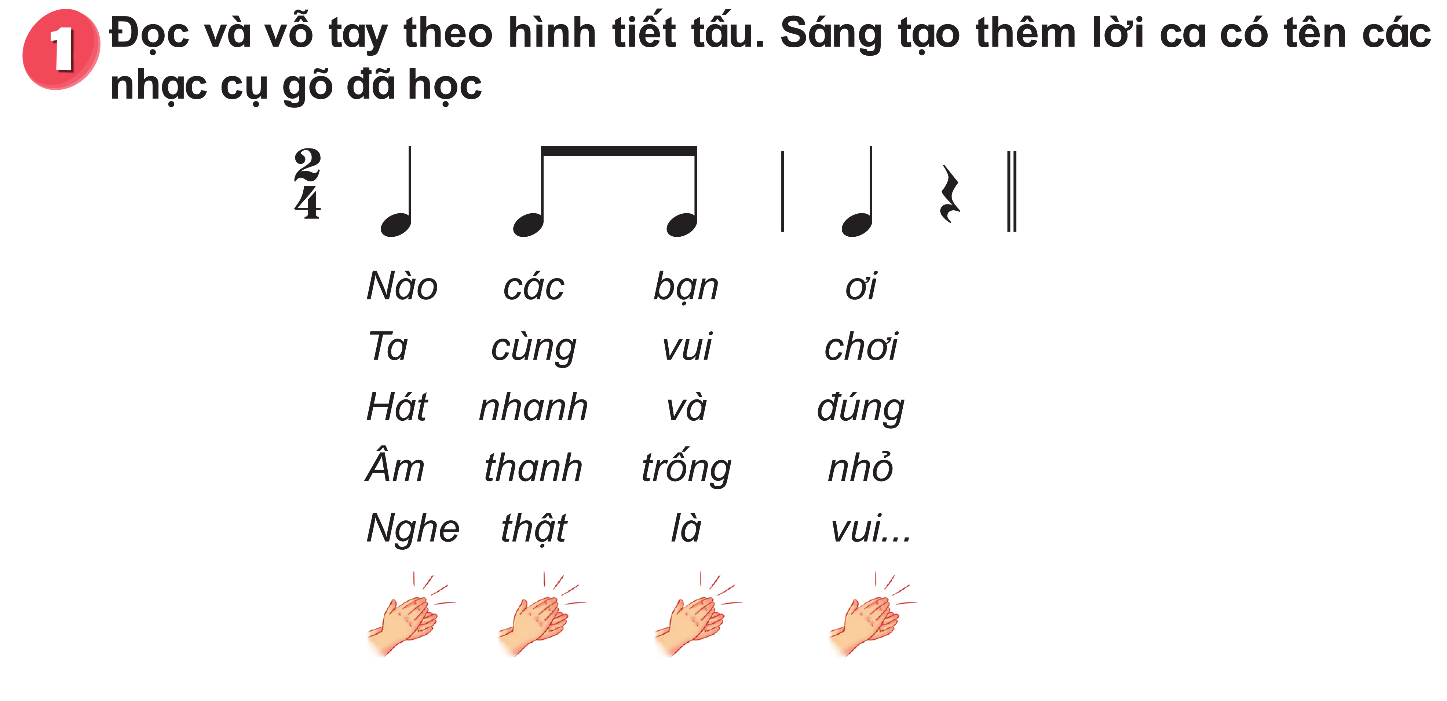 1 Đọc và vỗ tay theo hình tiết tấu. Sáng tạo thêm lời ca có tên các
nhạc cụ gõ đã học
2
4
Nào các bạn ơi
Ta cùng vui chơi
Hát nhanh và đúng
Âm thanh trống nhỏ
Nghe thật là vui...